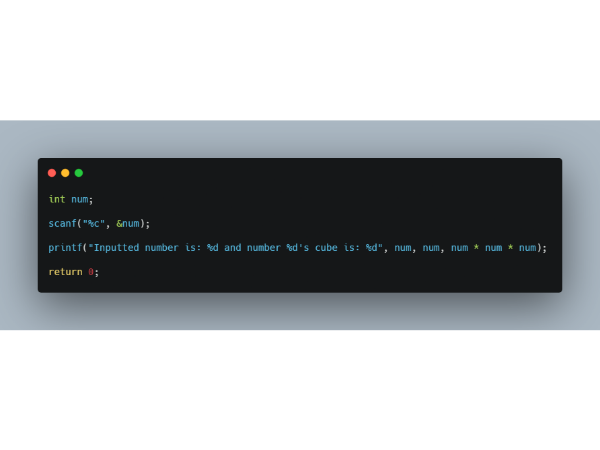 int num;
scanf("%c", &num);
printf("Inputted number is: %d and number %d's cube is: %d", num, num, num * num * num);
return 0;